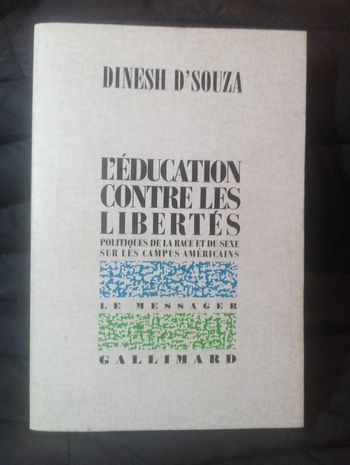 DINESH D'SOUZA
L'ÉDUCATION
CONTRE LES
LIBERTÉS
POLITIQUES DE LA RACE ET DU SEXE
SUR LES CAMPUS AMÉRICAINS
LE MESSAGER
GALLIMARD